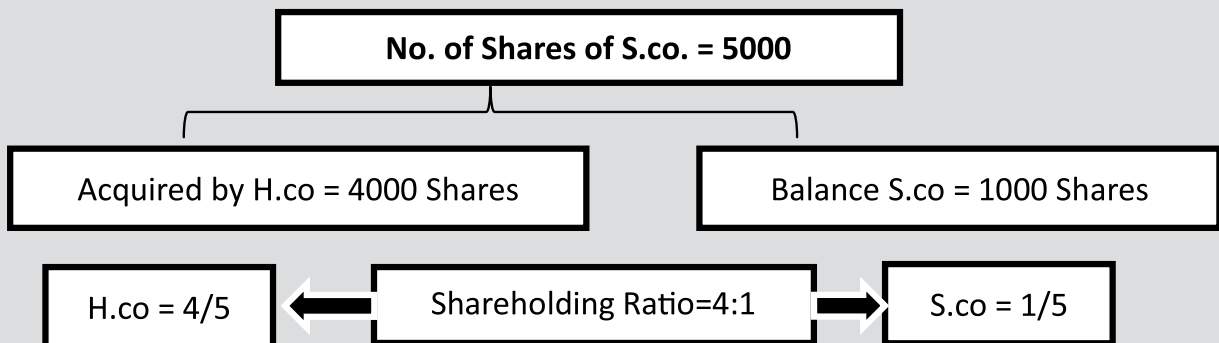 No. of Shares of S.co. = 5000
Acquired by H.co = 4000 Shares
Balance S.co = 1000 Shares
H.co = 4/5
Shareholding Ratio=4:1
S.co = 1/5